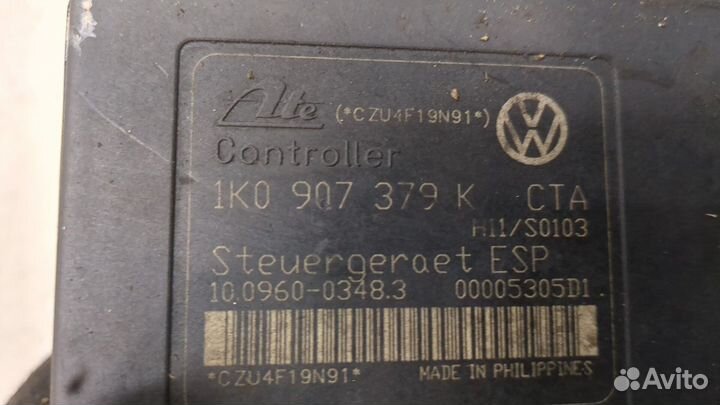 Ate (*CZU4F19N91*)
Controller
1K0 907 379 K CTA
H11/S0103
Steuergeraet ESP
10.0960-0348.3 00005305D1
*CZU4F19N91* MADE IN PHILIPPINES
Avito